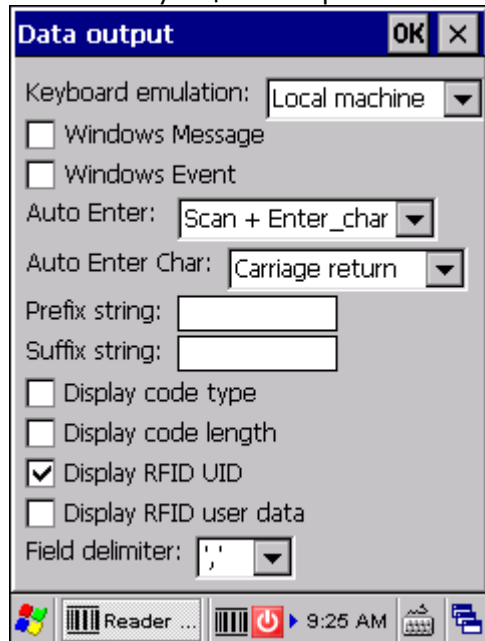 Data output OK ×
Keyboard emulation: Local machine
Windows Message
Windows Event
Auto Enter: Scan + Enter_char
Auto Enter Char: Carriage return
Prefix string:
Suffix string:
Display code type
Display code length
Display RFID UID
Display RFID user data
Field delimiter: ','
Reader ... 9:25 AM